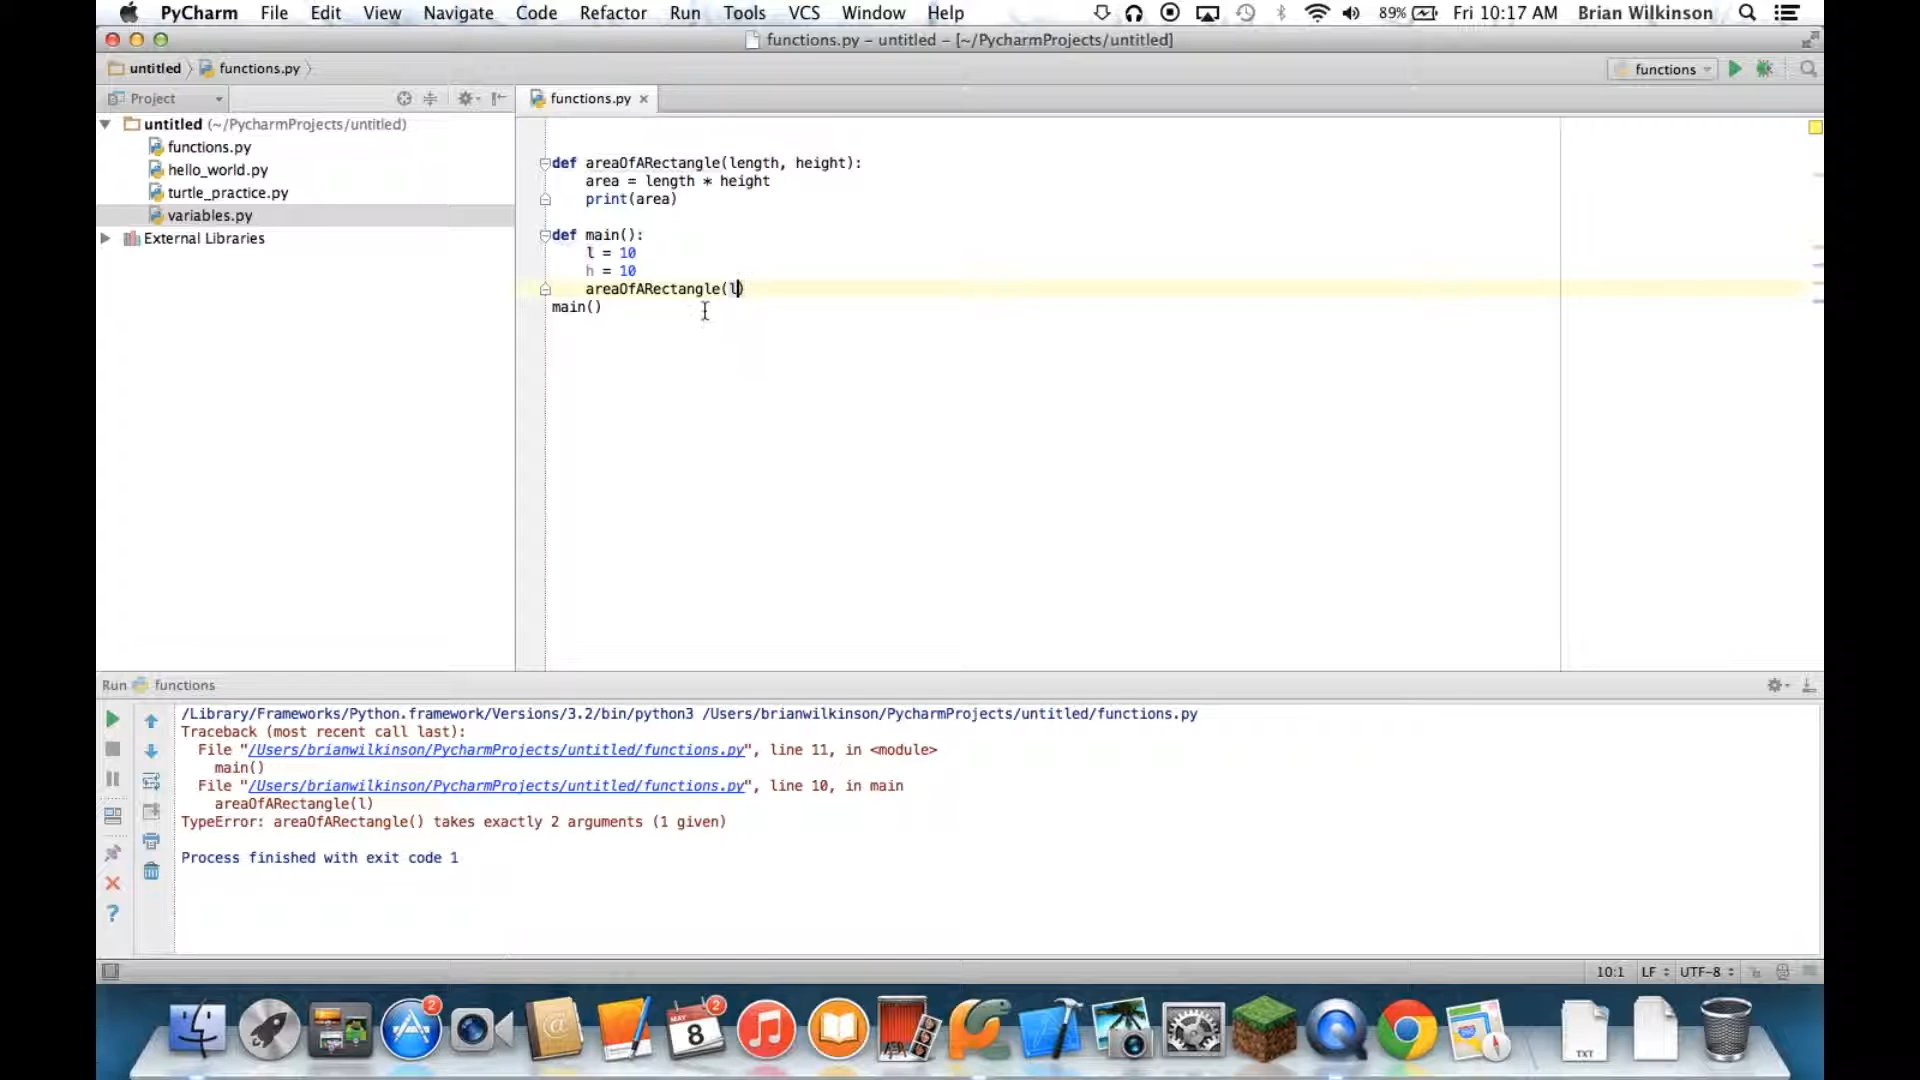 PyCharm File Edit View Navigate Code Refactor Run Tools VCS Window Help 89% Fri 10:17 AM Brian Wilkinson
functions.py – untitled – [~/PycharmProjects/untitled]
untitled functions.py functions
Project functions.py
untitled (~/PycharmProjects/untitled)
functions.py
hello_world.py
turtle_practice.py
variables.py
External Libraries
def areaOfARectangle(length, height):
area = length * height
print(area)
def main():
l = 10
h = 10
areaOfARectangle(l)
main()
Run functions
/Library/Frameworks/Python.framework/Versions/3.2/bin/python3 /Users/brianwilkinson/PycharmProjects/untitled/functions.py
Traceback (most recent call last):
File "/Users/brianwilkinson/PycharmProjects/untitled/functions.py", line 11, in <module>
main()
File "/Users/brianwilkinson/PycharmProjects/untitled/functions.py", line 10, in main
areaOfARectangle(l)
TypeError: areaOfARectangle() takes exactly 2 arguments (1 given)
Process finished with exit code 1
10:1 LF UTF-8
2
MAY 8 2
TXT